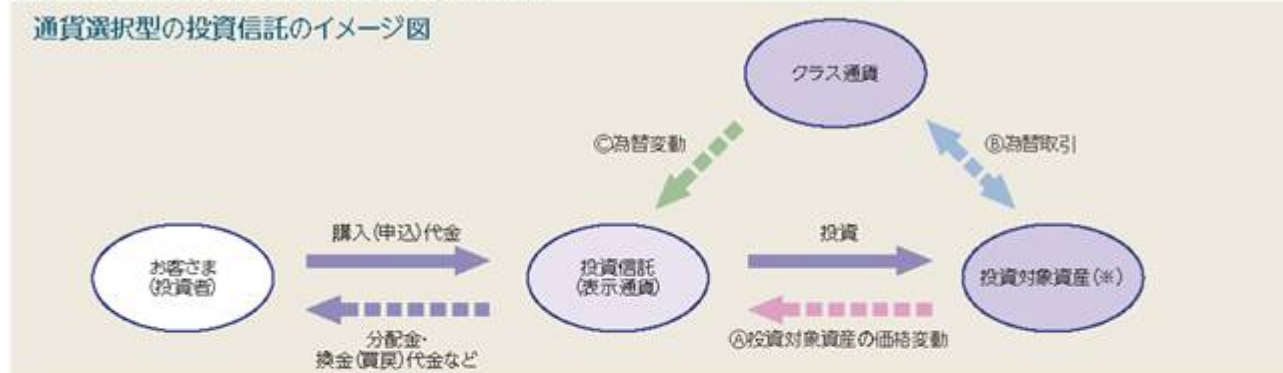 通貨選択型の投資信託のイメージ図
クラス通貨
Ⓒ為替変動
Ⓑ為替取引
購入(申込)代金
投資
お客さま
(投資者)
投資信託
(表示通貨)
投資対象資産(※)
分配金・
換金(買戻)代金など
Ⓐ投資対象資産の価格変動